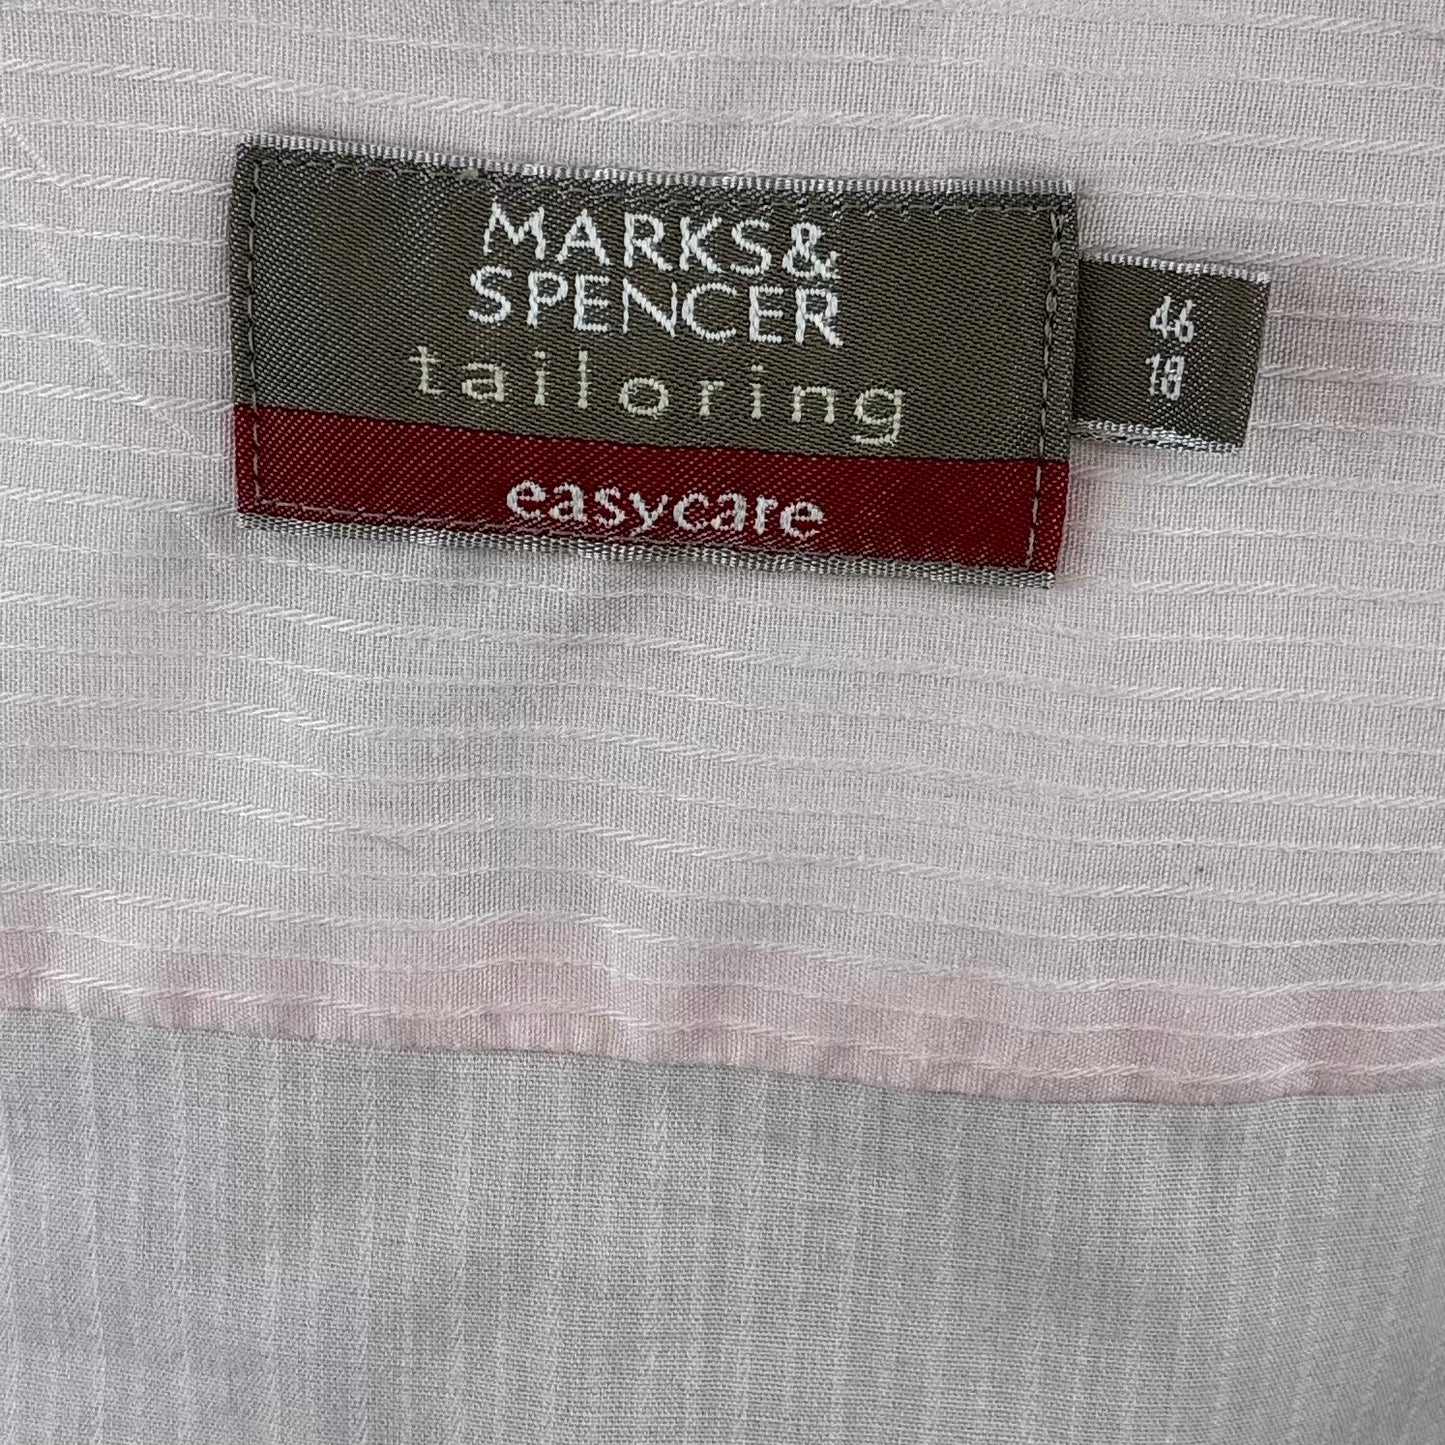 MARKS&
SPENCER
tailoring
easycare
46
18